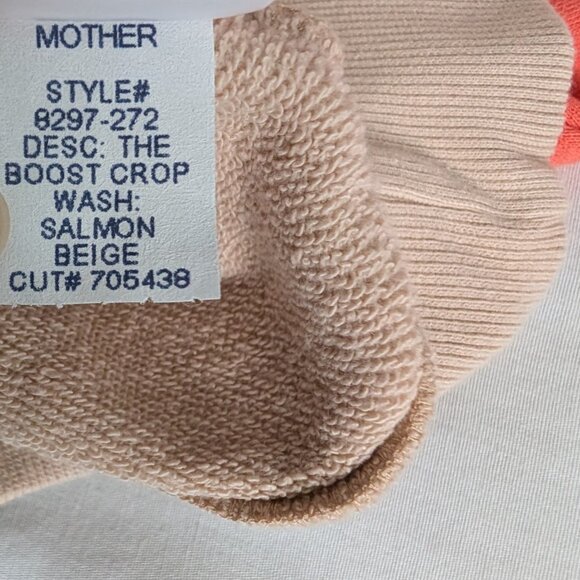 MOTHER
STYLE#
8297-272
DESC: THE
BOOST CROP
WASH:
SALMON
BEIGE
CUT# 705438